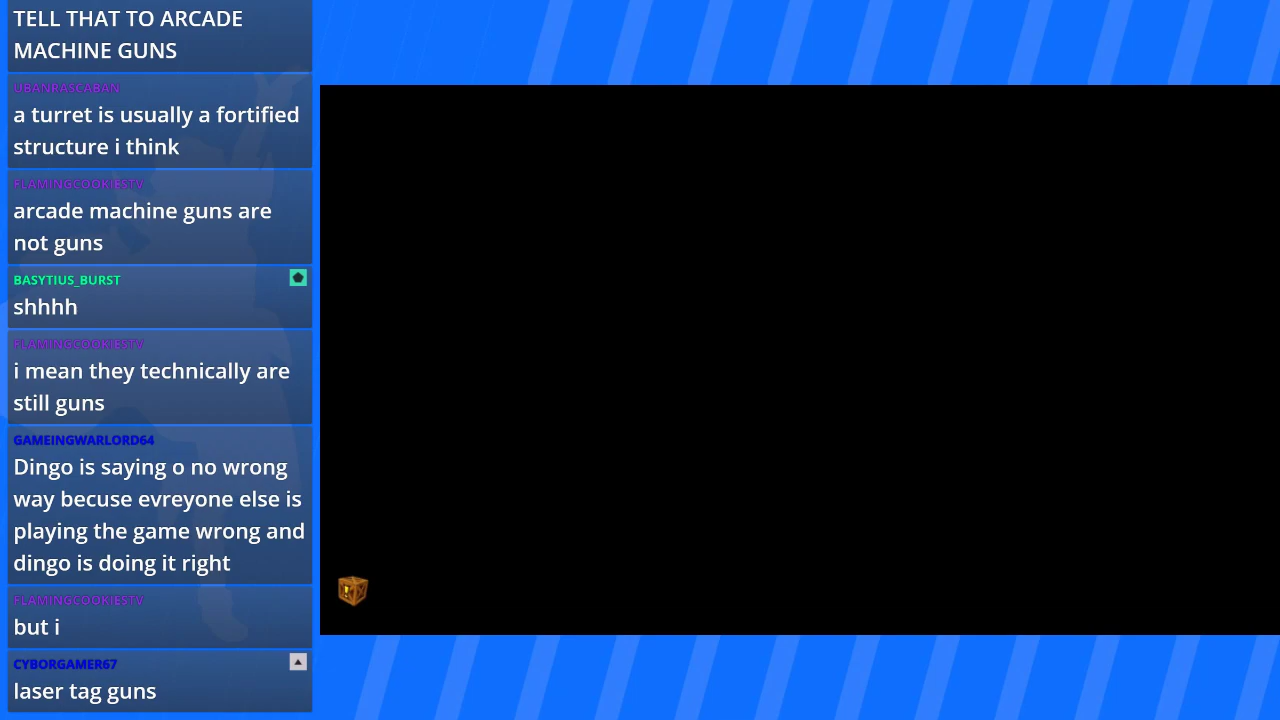 TELL THAT TO ARCADE
MACHINE GUNS
UBANRASCABAN
a turret is usually a fortified
structure i think
FLAMINGCOOKIESTV
arcade machine guns are
not guns
BASYTIUS_BURST
shhhh
FLAMINGCOOKIESTV
i mean they technically are
still guns
GAMEINGWARLORD64
Dingo is saying o no wrong
way becuse evreyone else is
playing the game wrong and
dingo is doing it right
FLAMINGCOOKIESTV
but i
CYBORGAMER67
laser tag guns